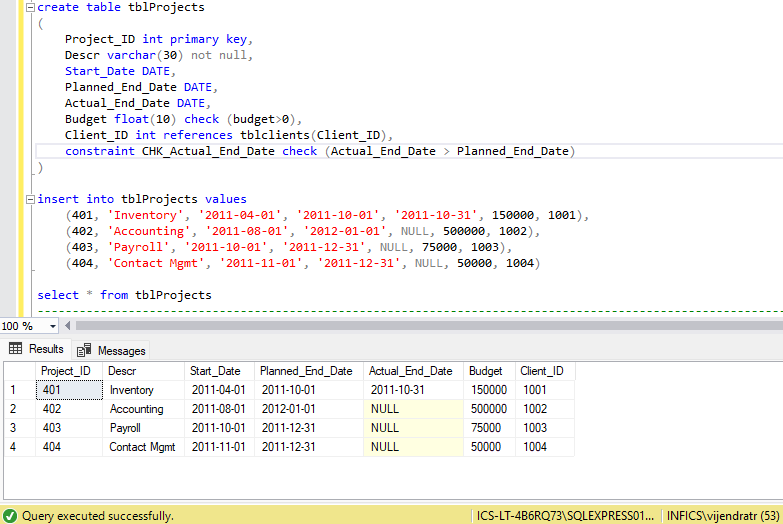 create table tblProjects
(
Project_ID int primary key,
Descr varchar(30) not null,
Start_Date DATE,
Planned_End_Date DATE,
Actual_End_Date DATE,
Budget float(10) check (budget>0),
Client_ID int references tblclients(Client_ID),
constraint CHK_Actual_End_Date check (Actual_End_Date > Planned_End_Date)
)
insert into tblProjects values
(401, 'Inventory', '2011-04-01', '2011-10-01', '2011-10-31', 150000, 1001),
(402, 'Accounting', '2011-08-01', '2012-01-01', NULL, 500000, 1002),
(403, 'Payroll', '2011-10-01', '2011-12-31', NULL, 75000, 1003),
(404, 'Contact Mgmt', '2011-11-01', '2011-12-31', NULL, 50000, 1004)
select * from tblProjects
100 %
Results Messages
Project_ID Descr Start_Date Planned_End_Date Actual_End_Date Budget Client_ID
1 401 Inventory 2011-04-01 2011-10-01 2011-10-31 150000 1001
2 402 Accounting 2011-08-01 2012-01-01 NULL 500000 1002
3 403 Payroll 2011-10-01 2011-12-31 NULL 75000 1003
4 404 Contact Mgmt 2011-11-01 2011-12-31 NULL 50000 1004
Query executed successfully. ICS-LT-4B6RQ73\SQLEXPRESS01... INFICS\vijendratr (53)